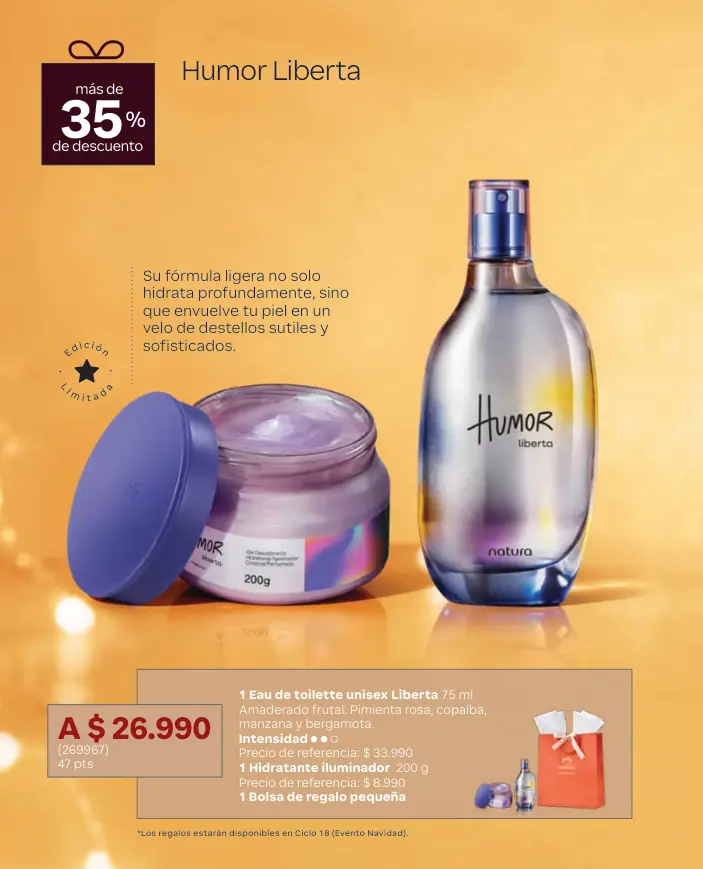 más de
35%
de descuento
Humor Liberta
Su fórmula ligera no solo
hidrata profundamente, sino
que envuelve tu piel en un
velo de destellos sutiles y
sofisticados.
Edición
Limitada
HUMOR
liberta
natura
MOR
liberta
200g
1 Eau de toilette unisex Liberta 75 ml
Amaderado frutal. Pimienta rosa, copaíba,
manzana y bergamota.
Intensidad
Precio de referencia: $ 33.990
1 Hidratante iluminador 200 g
Precio de referencia: $ 8.990
1 Bolsa de regalo pequeña
A $ 26.990
(269967)
47 pts
*Los regalos estarán disponibles en Ciclo 18 (Evento Navidad).